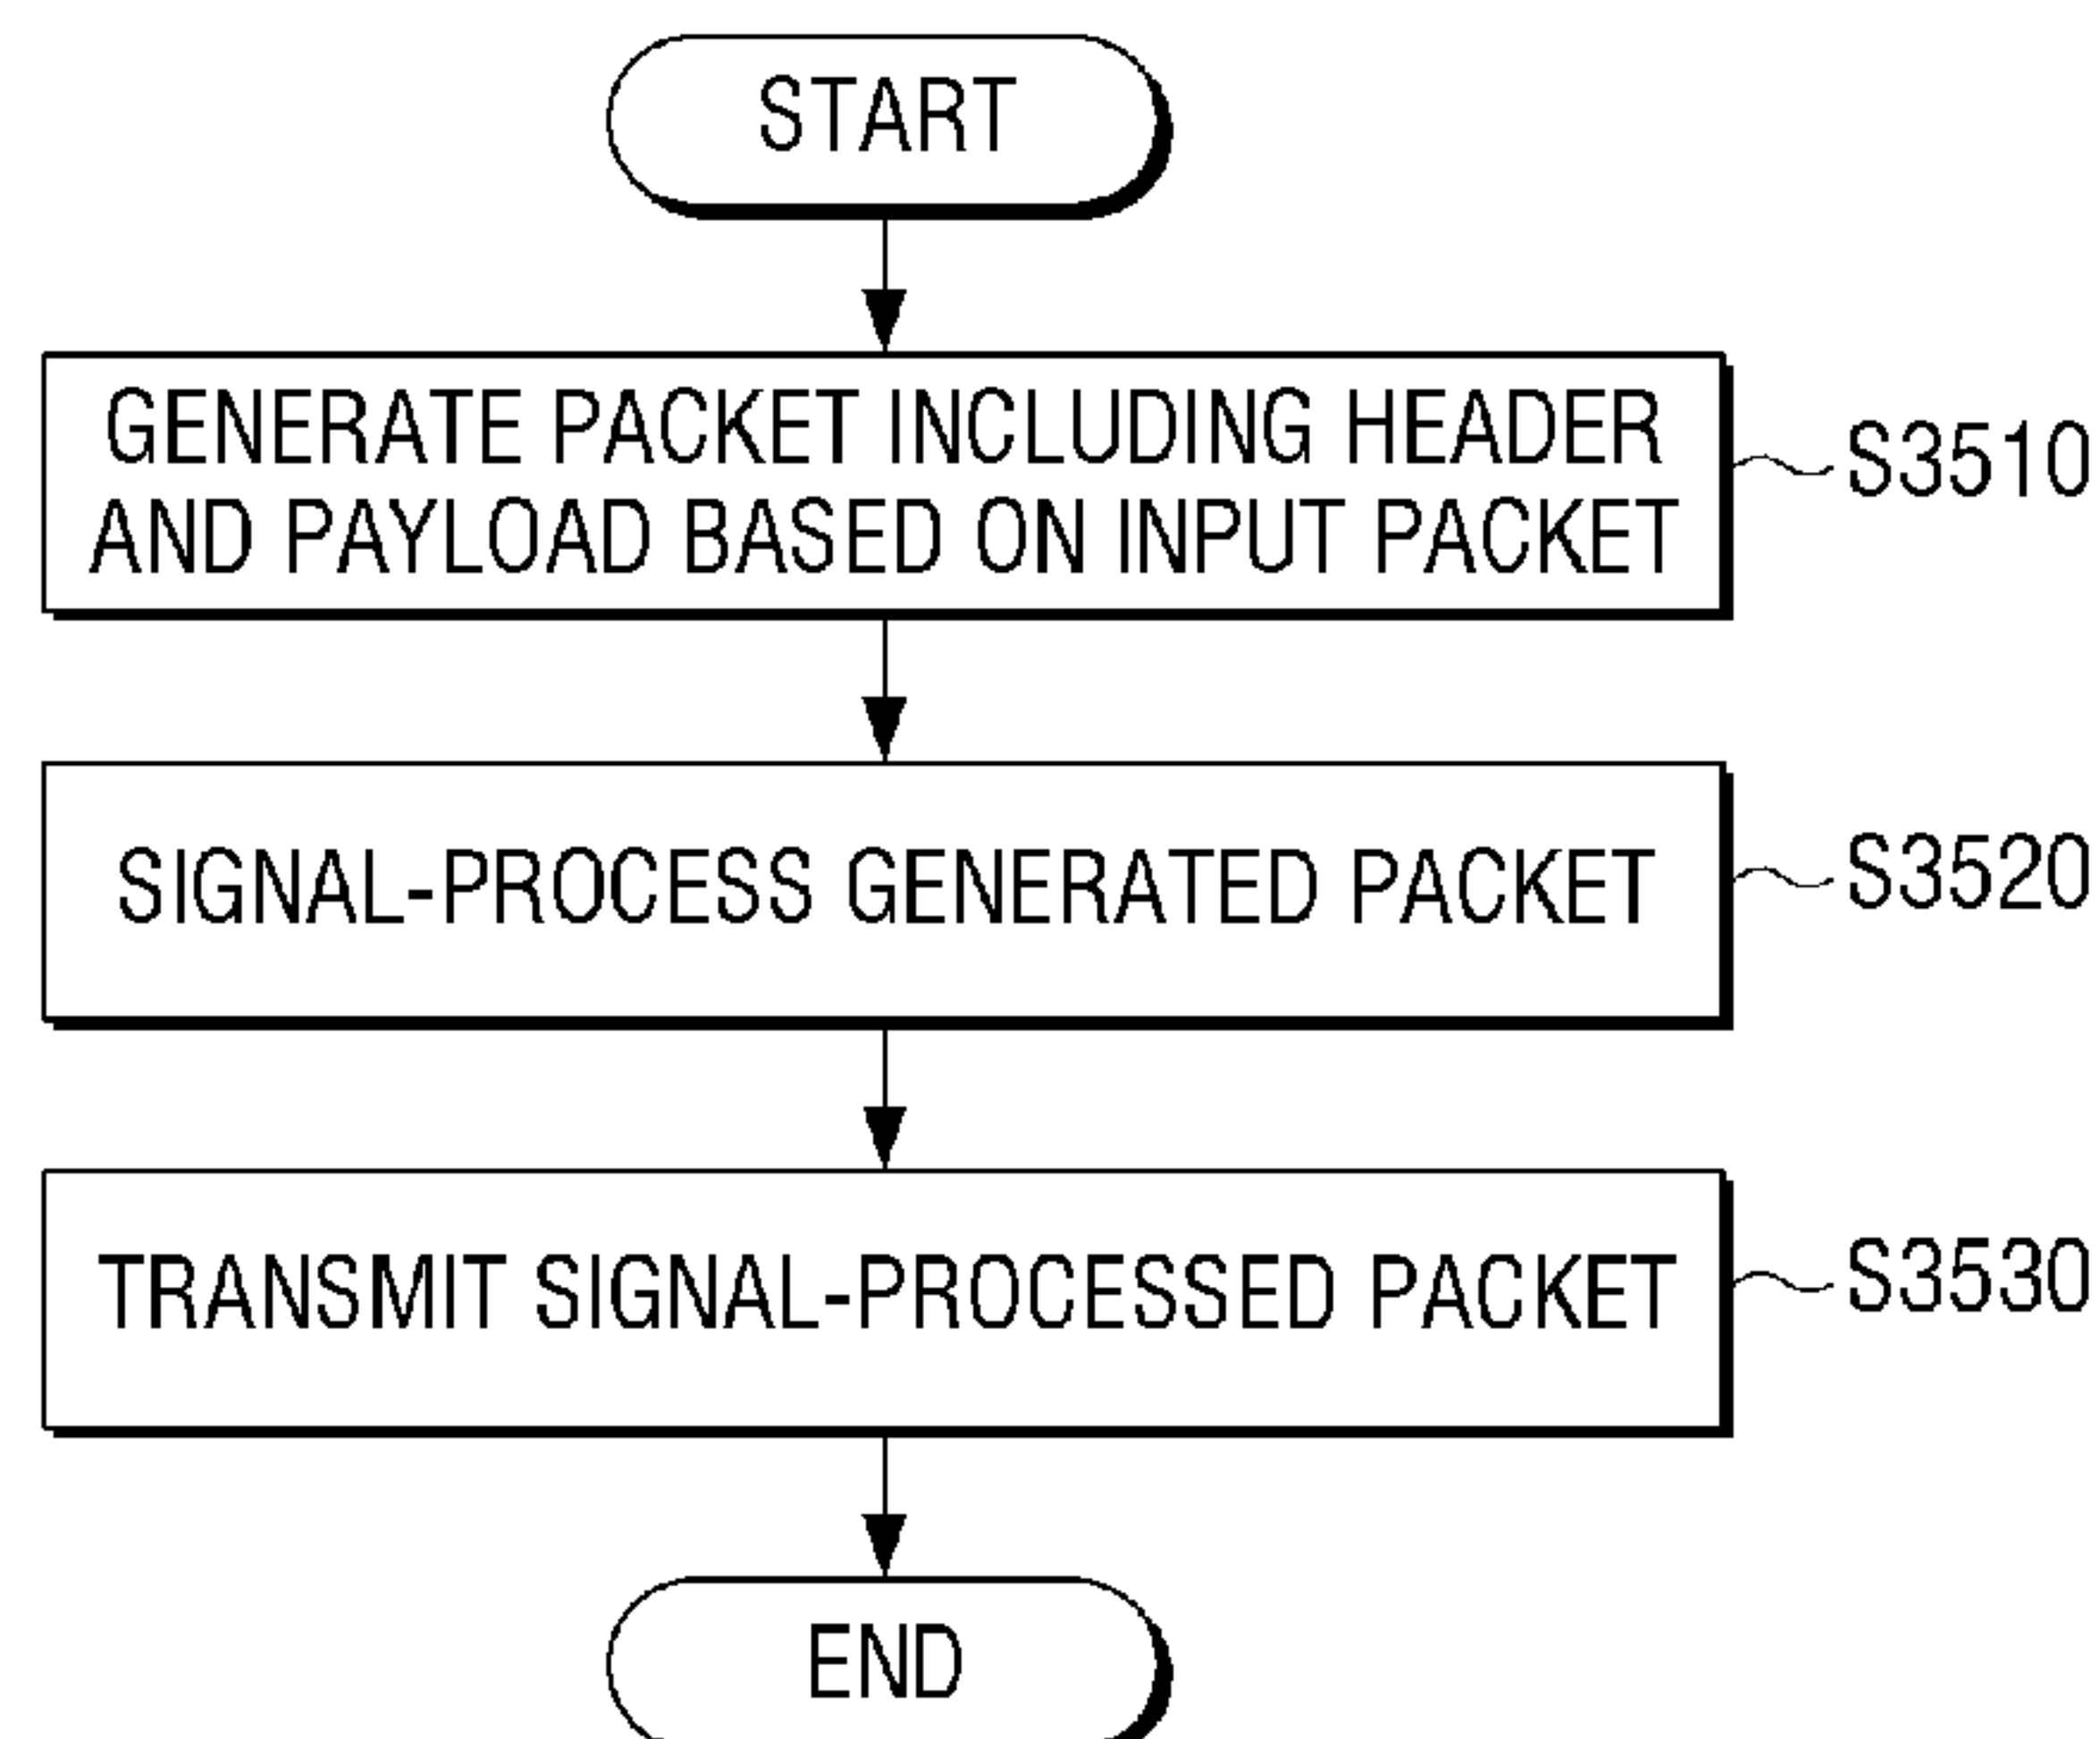 START
GENERATE PACKET INCLUDING HEADER
AND PAYLOAD BASED ON INPUT PACKET
S3510
SIGNAL-PROCESS GENERATED PACKET
S3520
TRANSMIT SIGNAL-PROCESSED PACKET
S3530
END